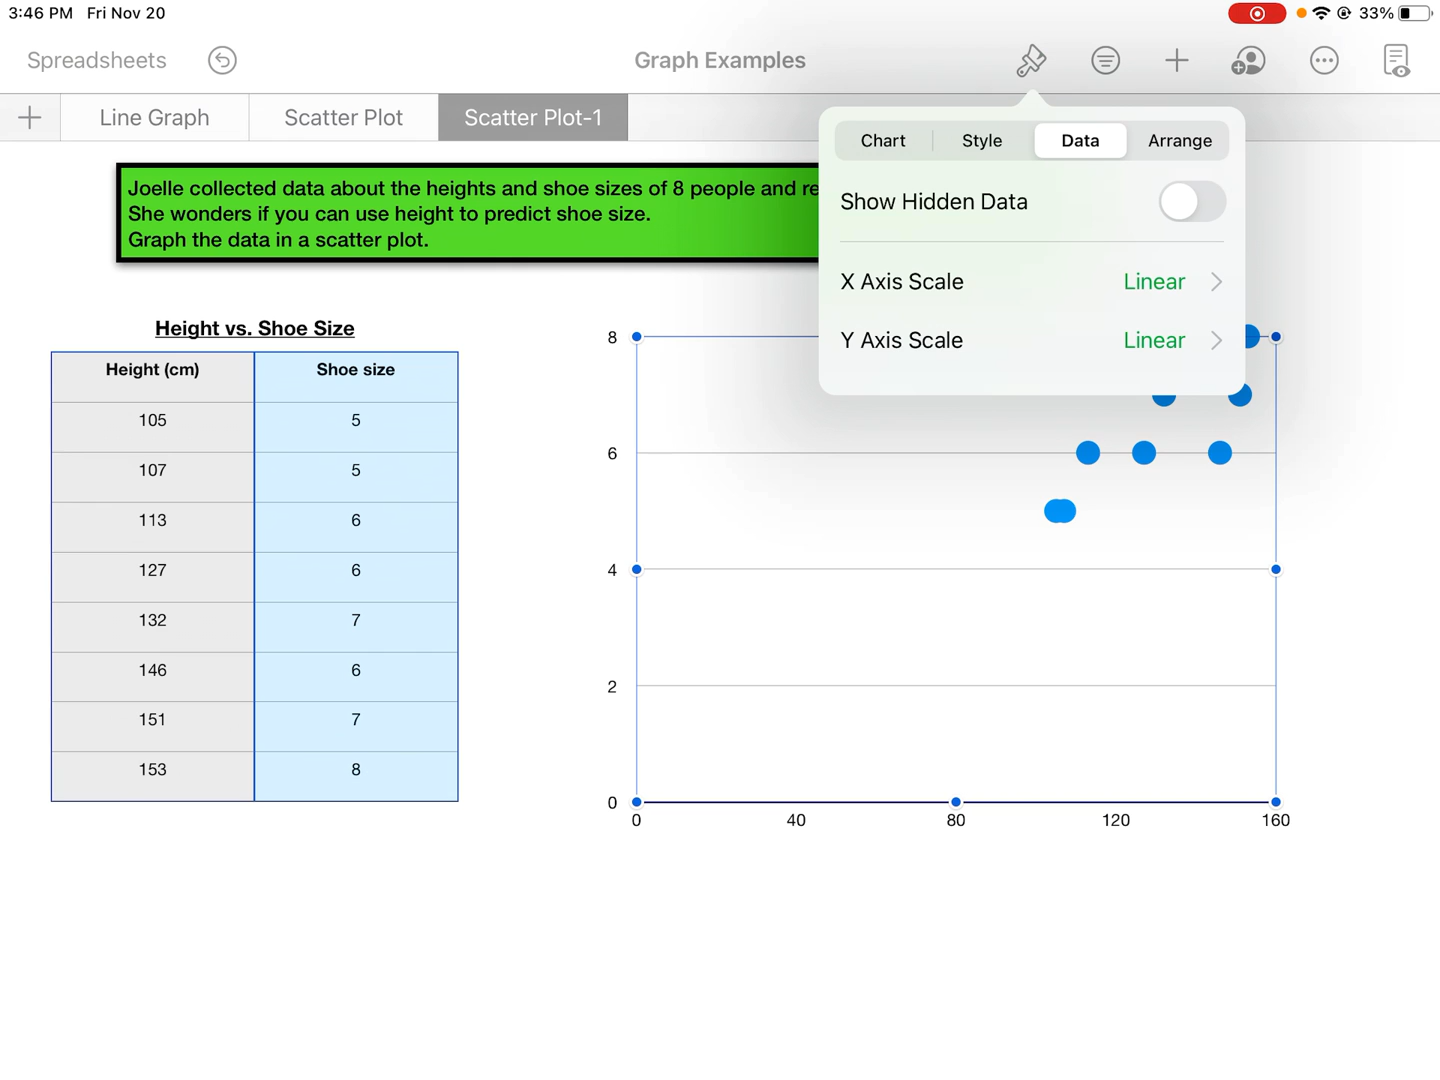 3:46 PM Fri Nov 20
33%
Spreadsheets
Graph Examples
Line Graph
Scatter Plot
Scatter Plot-1
Chart
Style
Data
Arrange
Show Hidden Data
X Axis Scale Linear
Y Axis Scale Linear
Joelle collected data about the heights and shoe sizes of 8 people and
She wonders if you can use height to predict shoe size.
Graph the data in a scatter plot.
Height vs. Shoe Size
Height (cm) Shoe size
105 5
107 5
113 6
127 6
132 7
146 6
151 7
153 8
8
6
4
2
0
0 40 80 120 160